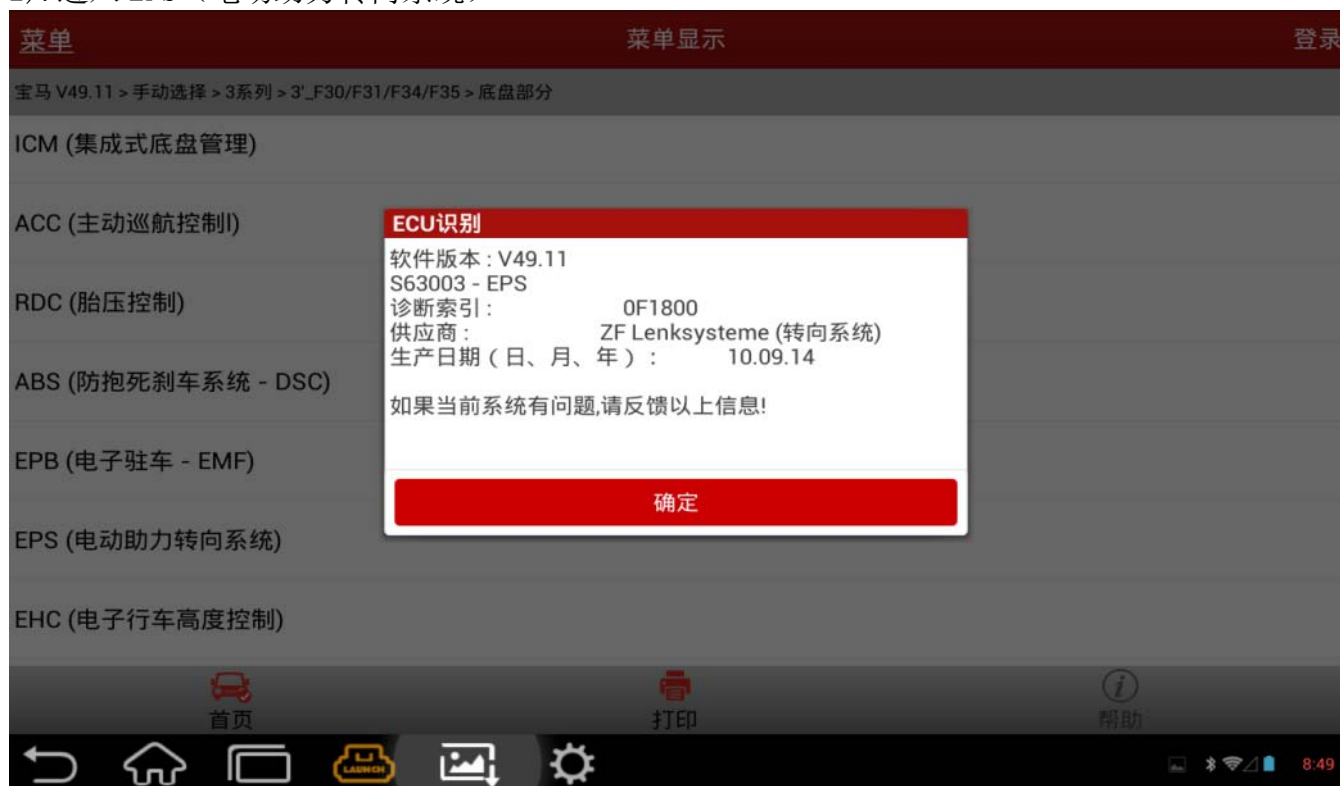 菜单
菜单显示
登录
宝马 V49.11 > 手动选择 > 3系列 > 3'_F30/F31/F34/F35 > 底盘部分
ICM (集成式底盘管理)
ACC (主动巡航控制l)
RDC (胎压控制)
ABS (防抱死刹车系统 - DSC)
EPB (电子驻车 - EMF)
EPS (电动助力转向系统)
EHC (电子行车高度控制)
ECU识别
软件版本 : V49.11
S63003 - EPS
诊断索引 : 0F1800
供应商 : ZF Lenksysteme (转向系统)
生产日期 ( 日、月、年 ) : 10.09.14
如果当前系统有问题,请反馈以上信息!
确定
首页
打印
帮助
LAUNCH
8:49